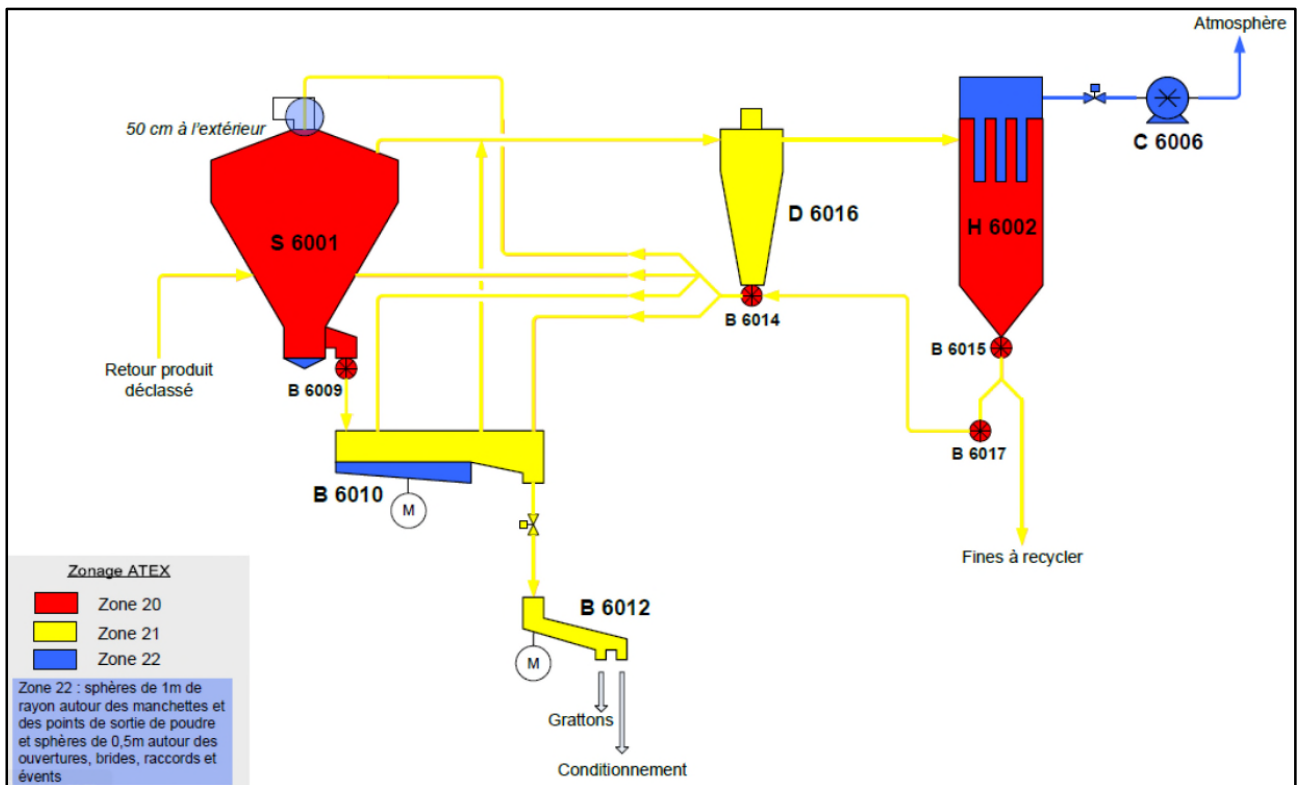 Atmosphère
50 cm à l'extérieur
C 6006
S 6001
D 6016
H 6002
B 6014
B 6015
Retour produit
déclassé
B 6009
B 6017
B 6010
M
Fines à recycler
B 6012
M
Grattons
Conditionnement
Zonage ATEX
Zone 20
Zone 21
Zone 22
Zone 22 : sphères de 1m de
rayon autour des manchettes et
des points de sortie de poudre
et sphères de 0,5m autour des
ouvertures, brides, raccords et
évents